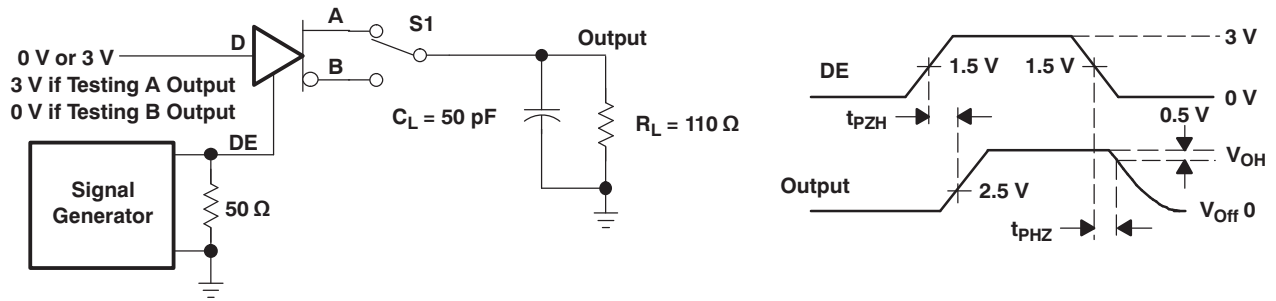 A
S1
D
Output
0 V or 3 V
B
3 V if Testing A Output
0 V if Testing B Output
C_L = 50 pF
R_L = 110 Ω
DE
Signal
Generator
50 Ω
3 V
DE
1.5 V
1.5 V
0 V
0.5 V
t_PZH
V_OH
Output
2.5 V
V_Off 0
t_PHZ